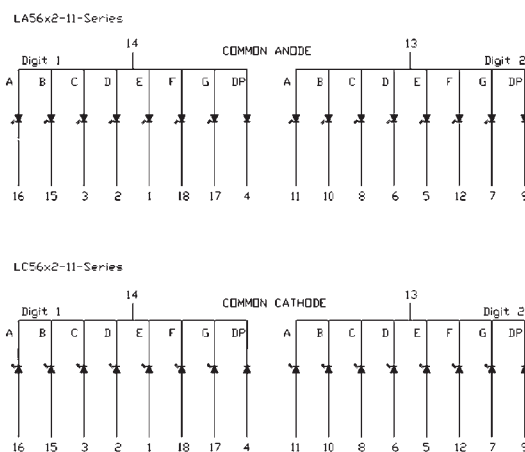 LA56x2-11-Series
14 COMMON ANODE 13
Digit 1 Digit 2
A B C D E F G DP A B C D E F G DP
16 15 3 2 1 18 17 4 11 10 8 6 5 12 7 9
LC56x2-11-Series
14 COMMON CATHODE 13
Digit 1 Digit 2
A B C D E F G DP A B C D E F G DP
16 15 3 2 1 18 17 4 11 10 8 6 5 12 7 9